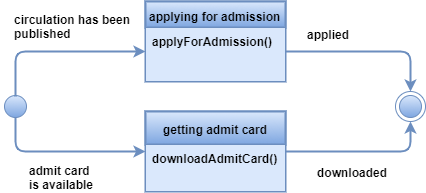 circulation has been
published
applying for admission
applyForAdmission()
applied
getting admit card
downloadAdmitCard()
admit card
is available
downloaded